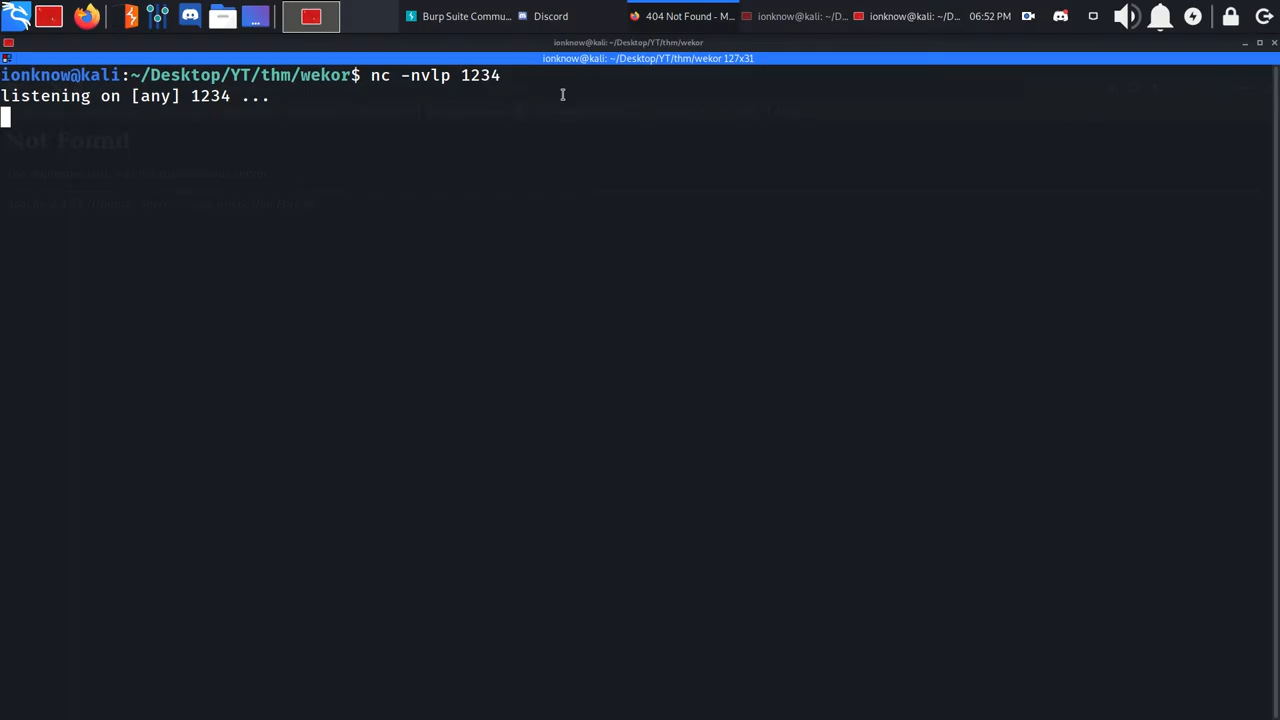 Burp Suite Commu...
Discord
404 Not Found - M...
ionknow@kali: ~/D...
ionknow@kali: ~/D...
06:52 PM
ionknow@kali: ~/Desktop/YT/thm/wekor
ionknow@kali: ~/Desktop/YT/thm/wekor 127x31
ionknow@kali:~/Desktop/YT/thm/wekor$ nc -nvlp 1234
listening on [any] 1234 ...
Not Found